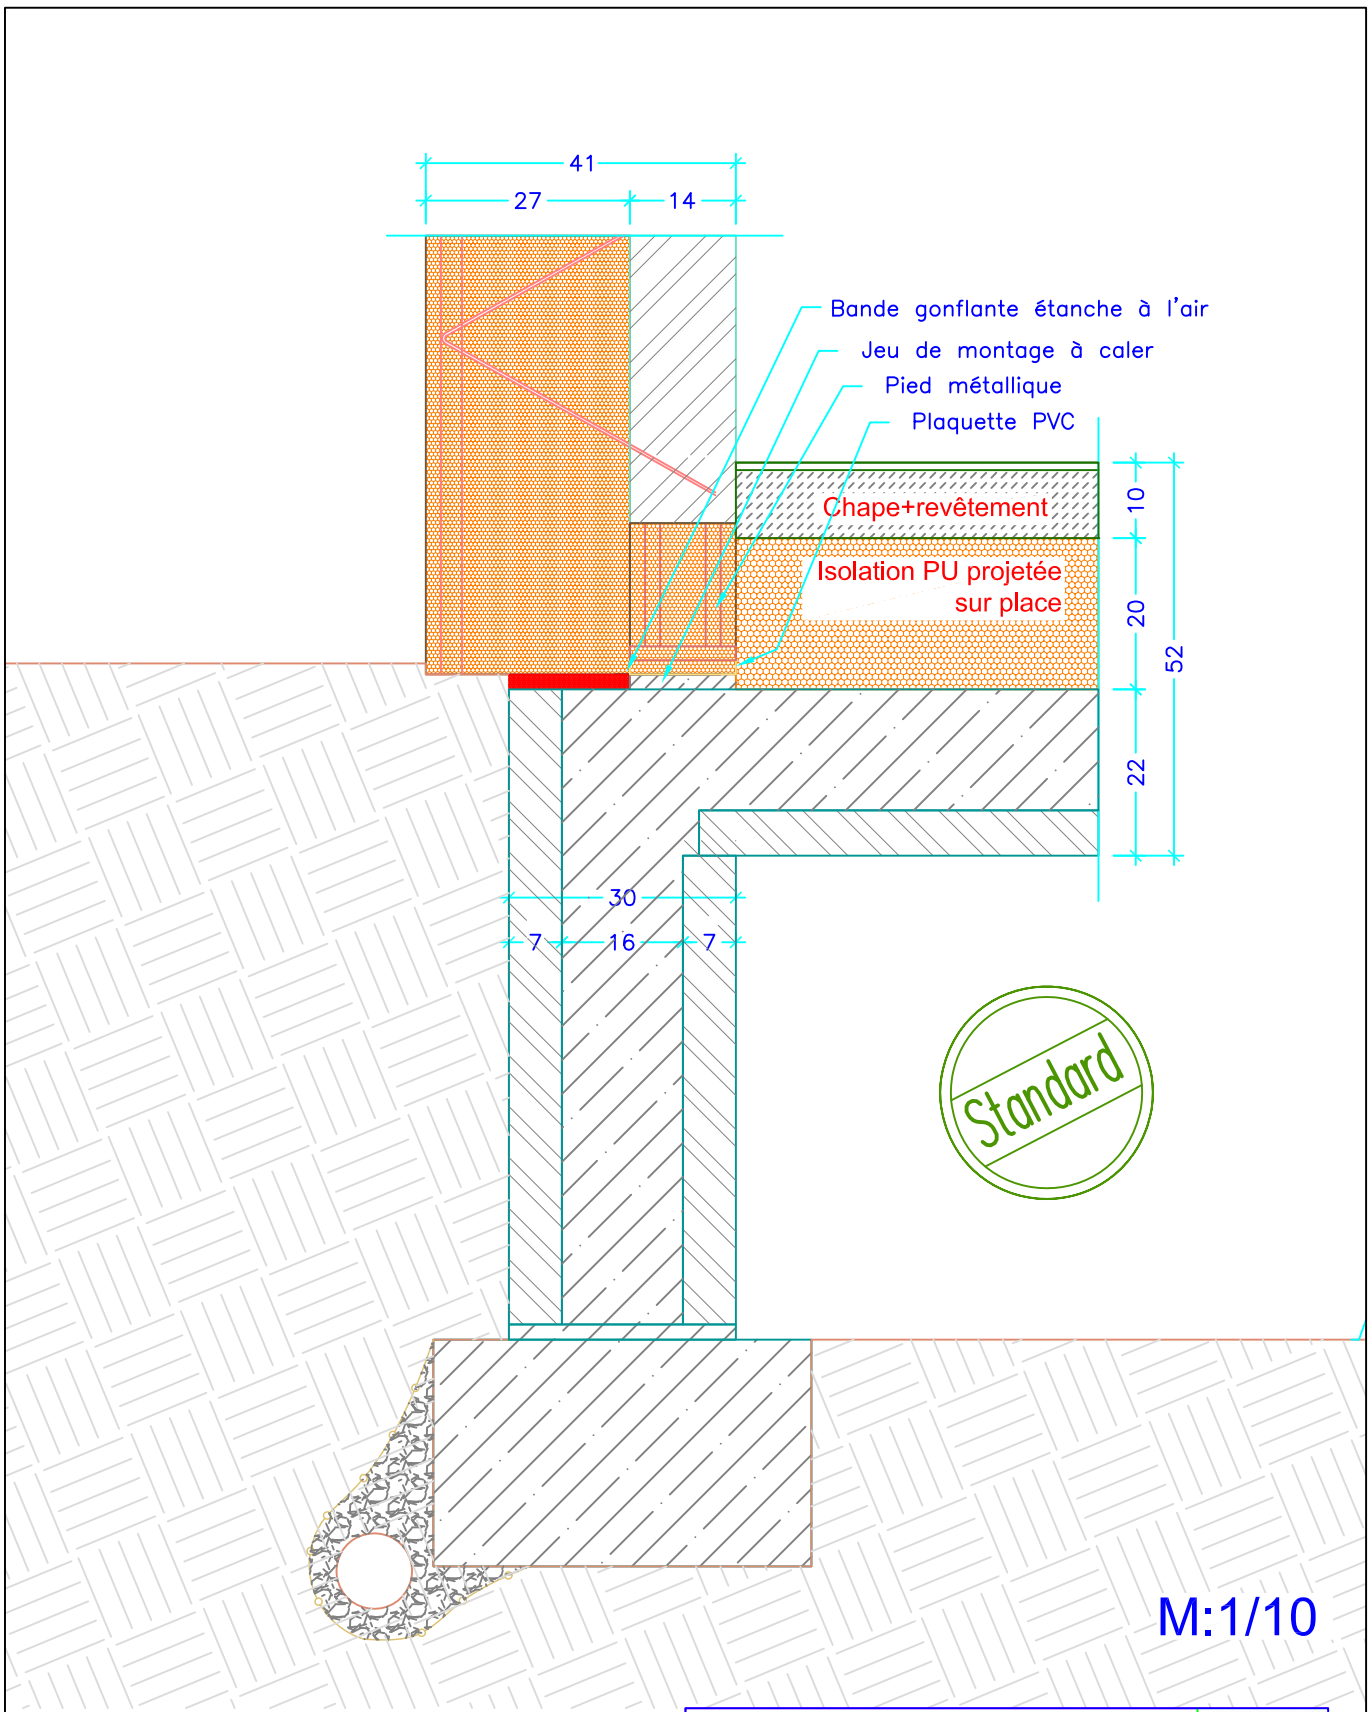 41
27
14
Bande gonflante étanche à l'air
Jeu de montage à caler
Pied métallique
Plaquette PVC
Chape+revêtement
10
Isolation PU projetée
sur place
20
52
22
30
7
16
7
Standard
M:1/10